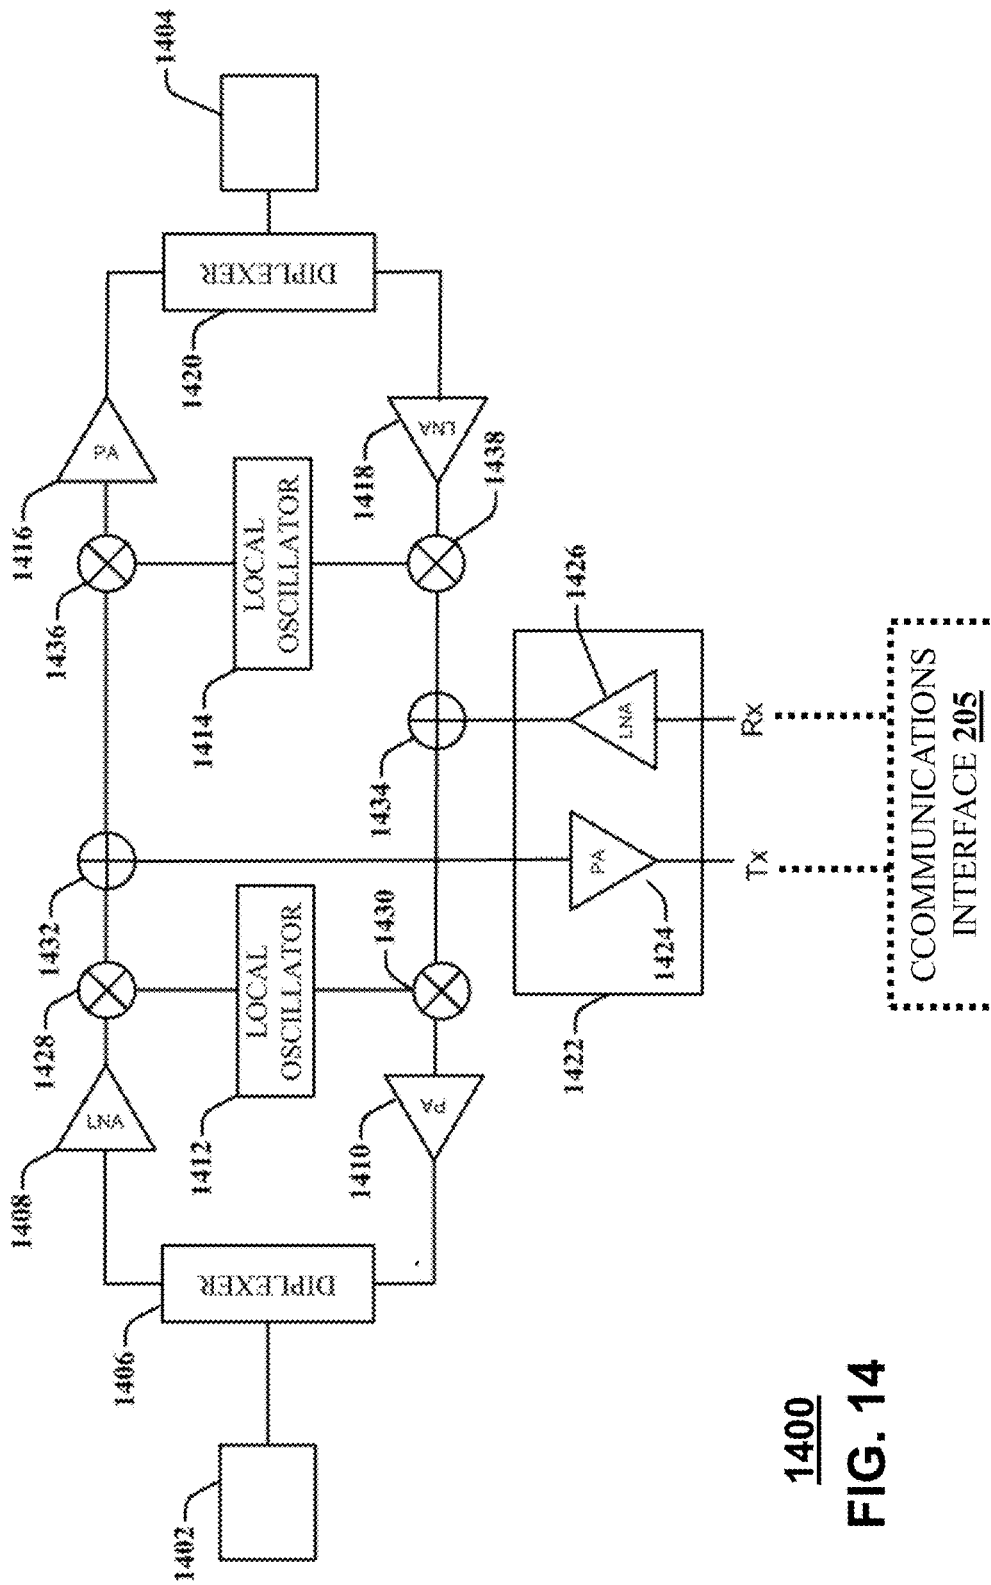 1404
DIPLEXER
1420
PA
1416
LNA
1418
1438
1436
LOCAL
OSCILLATOR
1414
1426
LNA
Rx
1434
1432
PA
Tx
1424
1422
1430
LOCAL
OSCILLATOR
1412
1428
LNA
1408
PA
1410
DIPLEXER
1406
1402
CCOMMUNICATIONS
INTERFACE 205
1400
FIG. 14